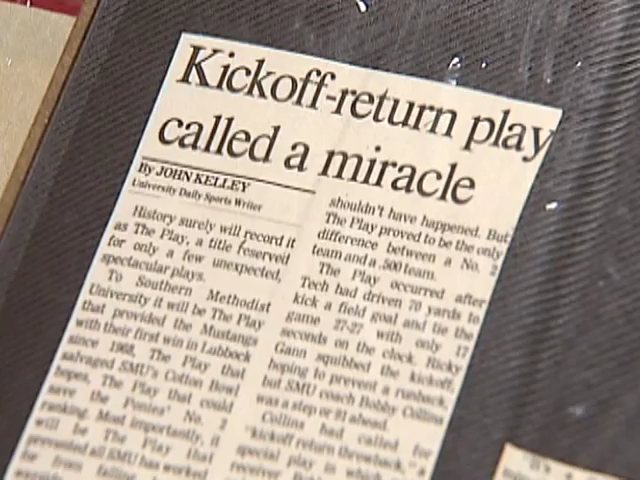 Kickoff-return play
called a miracle
By JOHN KELLEY
University Daily Sports Writer
History surely will record it
as The Play, a title reserved
for only a few unexpected,
spectacular plays.
To Southern Methodist
University it will be The Play
that provided the Mustangs
with their first win in Lubbock
since 1968, The Play that
salvaged SMU's Cotton Bowl
hopes, The Play that could
save the Ponies' No. 2
ranking. Most importantly, it
will be The Play that
prevented all SMU has worked
for from falling
shouldn't have happened. But
The Play proved to be the only
difference between a No. 2
team and a .500 team.
The Play occurred after
Tech had driven 70 yards to
kick a field goal and tie the
game 27-27 with only 17
seconds on the clock. Ricky
Gann squibbed the kickoff,
hoping to prevent a runback,
but SMU coach Bobby Collins
was a step or 91 ahead.
Collins had called for
"kickoff return throwback," a
special play in which
receiver